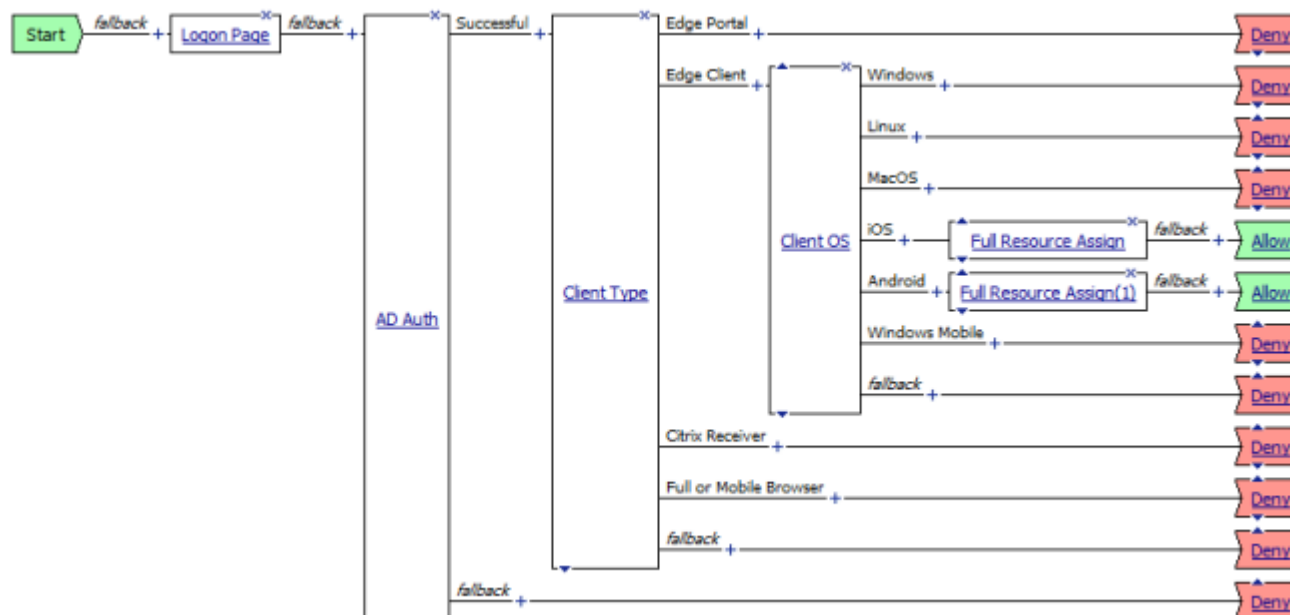 Start
fallback
Logon Page
fallback
AD Auth
Successful
Client Type
Edge Portal
Deny
Edge Client
Client OS
Windows
Deny
Linux
Deny
MacOS
Deny
iOS
Full Resource Assign
fallback
Allow
Android
Full Resource Assign(1)
fallback
Allow
Windows Mobile
Deny
fallback
Deny
Citrix Receiver
Deny
Full or Mobile Browser
Deny
fallback
Deny
fallback
Deny